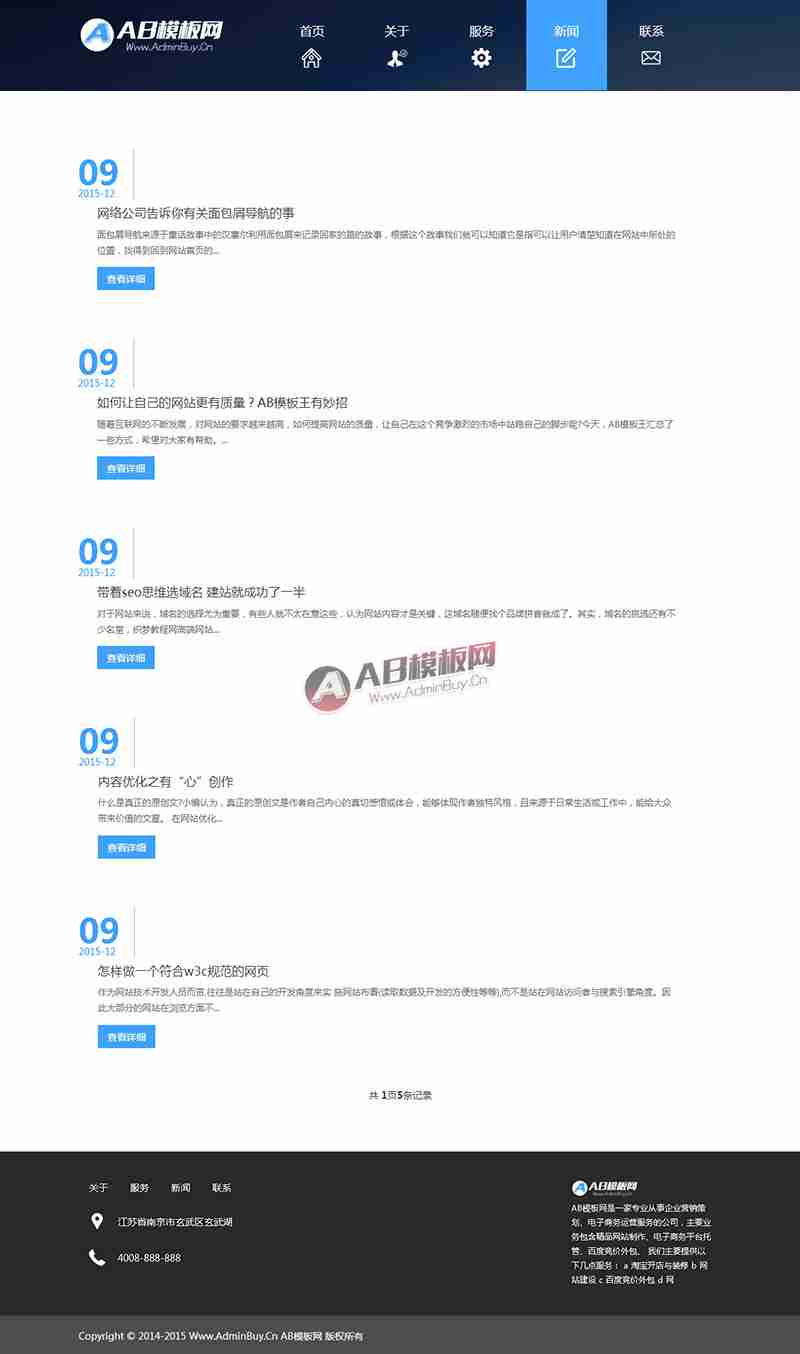 AB模板网
Www.AdminBuy.Cn
首页
关于
服务
新闻
联系
09
2015-12
网络公司告诉你有关面包屑导航的事
面包屑导航来源于童话故事中的汉塞尔利用面包屑来记录回家的路的故事，根据这个故事我们就可以知道它是指可以让用户清楚知道在网站中所处的
位置，找得到回到网站首页的...
查看详细
09
2015-12
如何让自己的网站更有质量？AB模板王有妙招
随着互联网的不断发展，对网站的要求越来越高，如何提高网站的质量，让自己在这个竞争激烈的市场中站稳自己的脚步呢?今天，AB模板王汇总了
一些方式，希望对大家有帮助。...
查看详细
09
2015-12
带着seo思维选域名 建站就成功了一半
对于网站来说，域名的选择尤为重要，有些人就不太在意这些，认为网站内容才是关键，这域名随便找个品牌拼音就成了。其实，域名的挑选还有不
少名堂，织梦教程网需端网站...
查看详细
AB模板网
Www.AdminBuy.Cn
09
2015-12
内容优化之有“心”创作
什么是真正的原创文?小编认为，真正的原创文是作者自己内心的真切感悟或体会，能够体现作者独特风格，且来源于日常生活或工作中，能给大众
带来价值的文章。 在网站优化...
查看详细
09
2015-12
怎样做一个符合w3c规范的网页
作为网站技术开发人员而言,往往是站在自己的开发角度来实 施网站布署(读取数据及开发的方便性等等),而不是站在网站访问者与搜索引擎角度。因
此大部分的网站在浏览方面不...
查看详细
共 1页5条记录
关于
服务
新闻
联系
江苏省南京市玄武区玄武湖
4008-888-888
AB模板网
AB模板网是一家专业从事企业营销策
划、电子商务运营服务的公司，主要业
务包含精品网站制作、电子商务平台托
管、百度竞价外包。 我们主要提供以
下几点服务： a 淘宝开店与装修 b 网
站建设 c 百度竞价外包 d 网
Copyright © 2014-2015 Www.AdminBuy.Cn AB模板网 版权所有